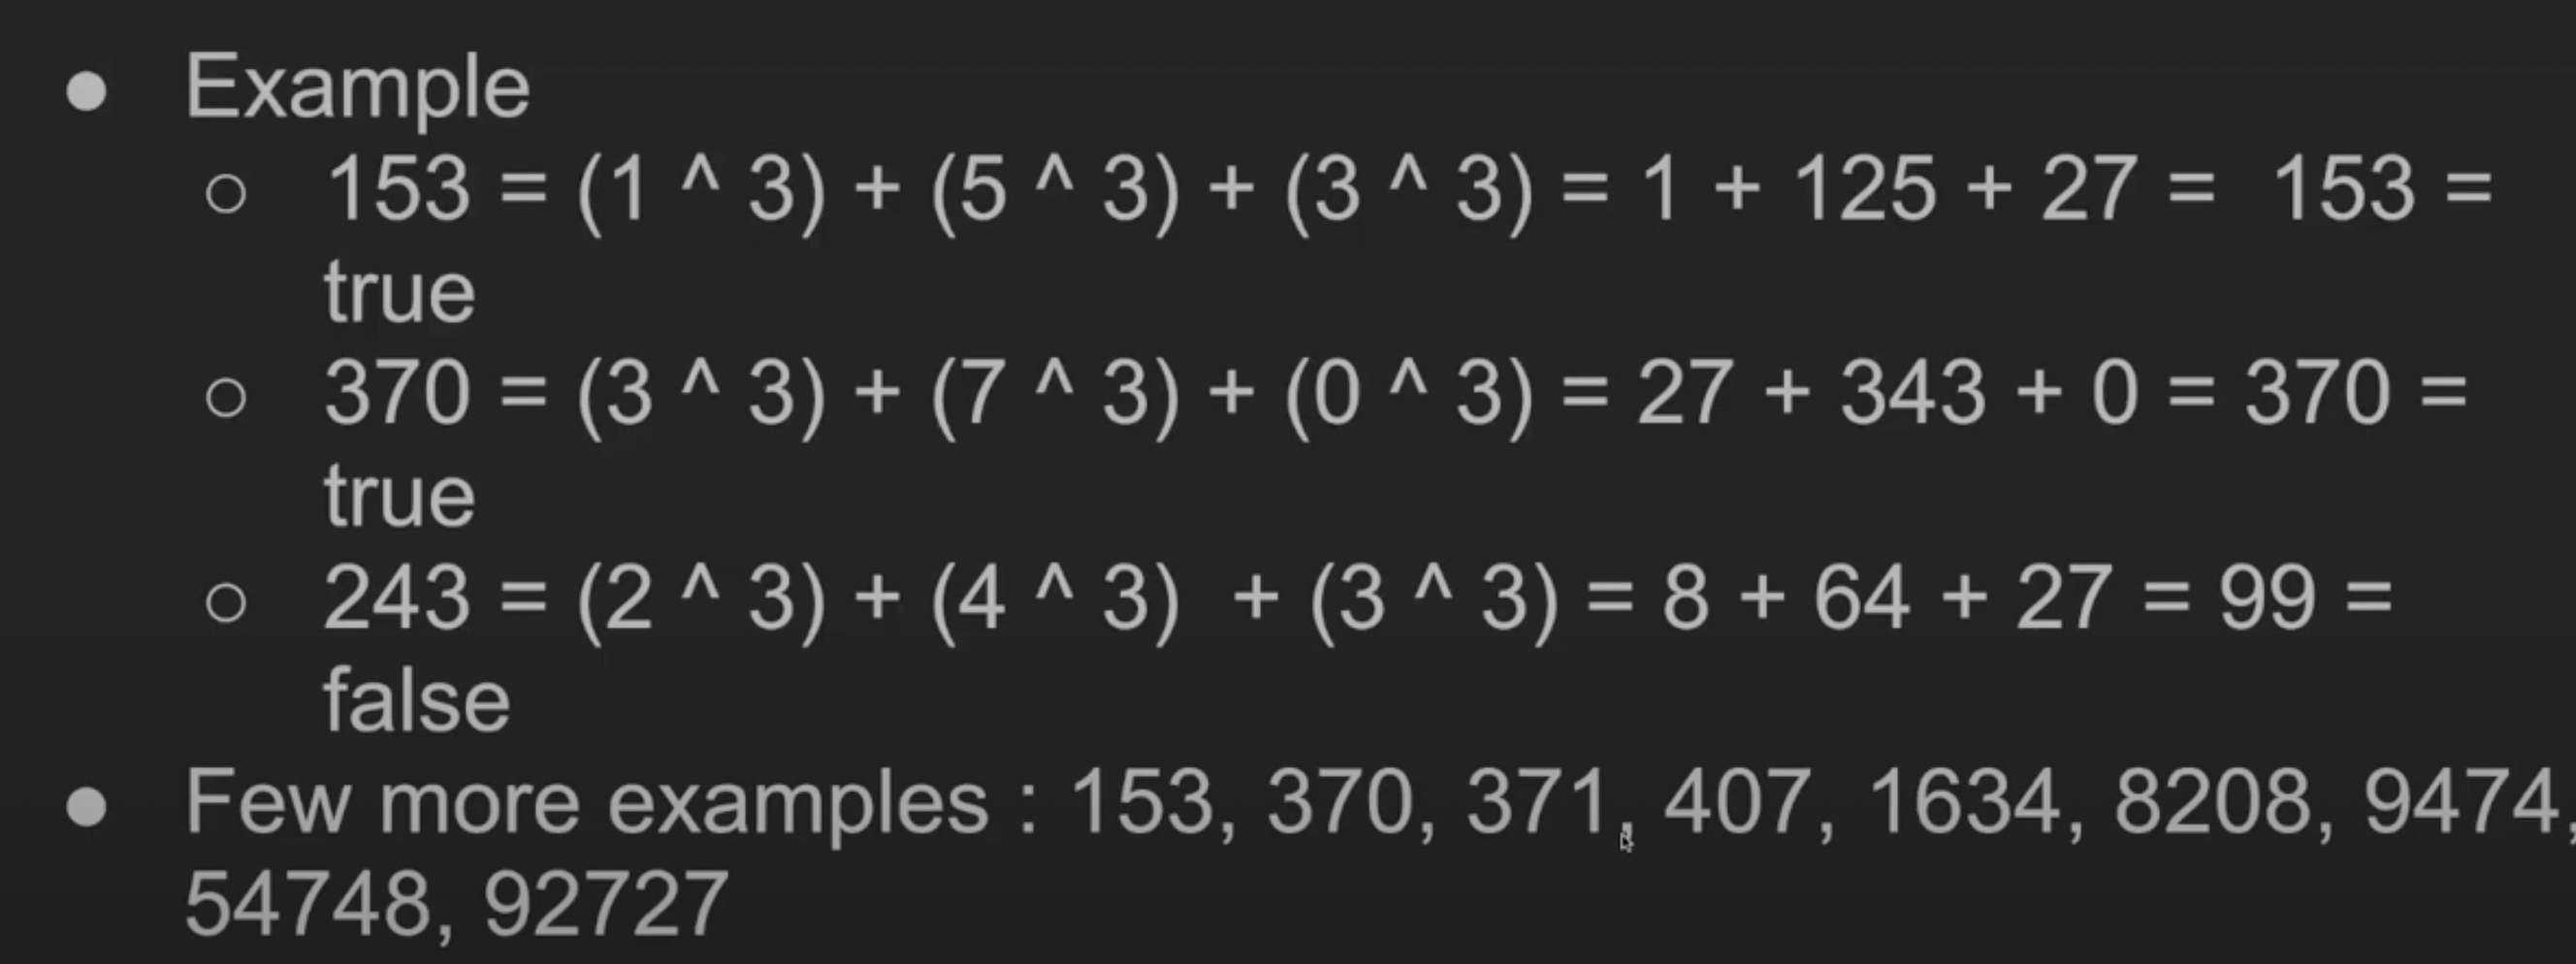 ● Example
○ 153 = (1 ^ 3) + (5 ^ 3) + (3 ^ 3) = 1 + 125 + 27 =  153 =
true
○ 370 = (3 ^ 3) + (7 ^ 3) + (0 ^ 3) = 27 + 343 + 0 = 370 =
true
○ 243 = (2 ^ 3) + (4 ^ 3)  + (3 ^ 3) = 8 + 64 + 27 = 99 =
false
● Few more examples : 153, 370, 371, 407, 1634, 8208, 9474,
54748, 92727